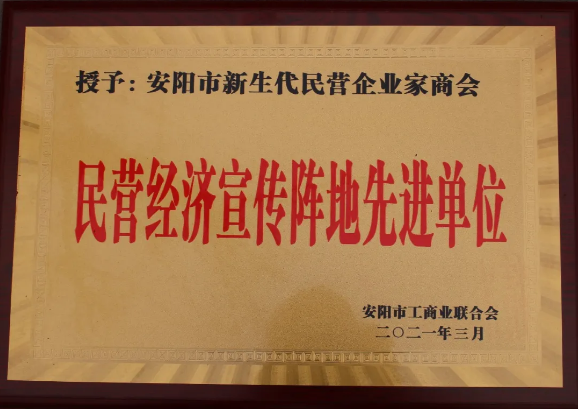 授予：安阳市新生代民营企业家商会
民营经济宣传阵地先进单位
安阳市工商业联合会
二〇二一年三月